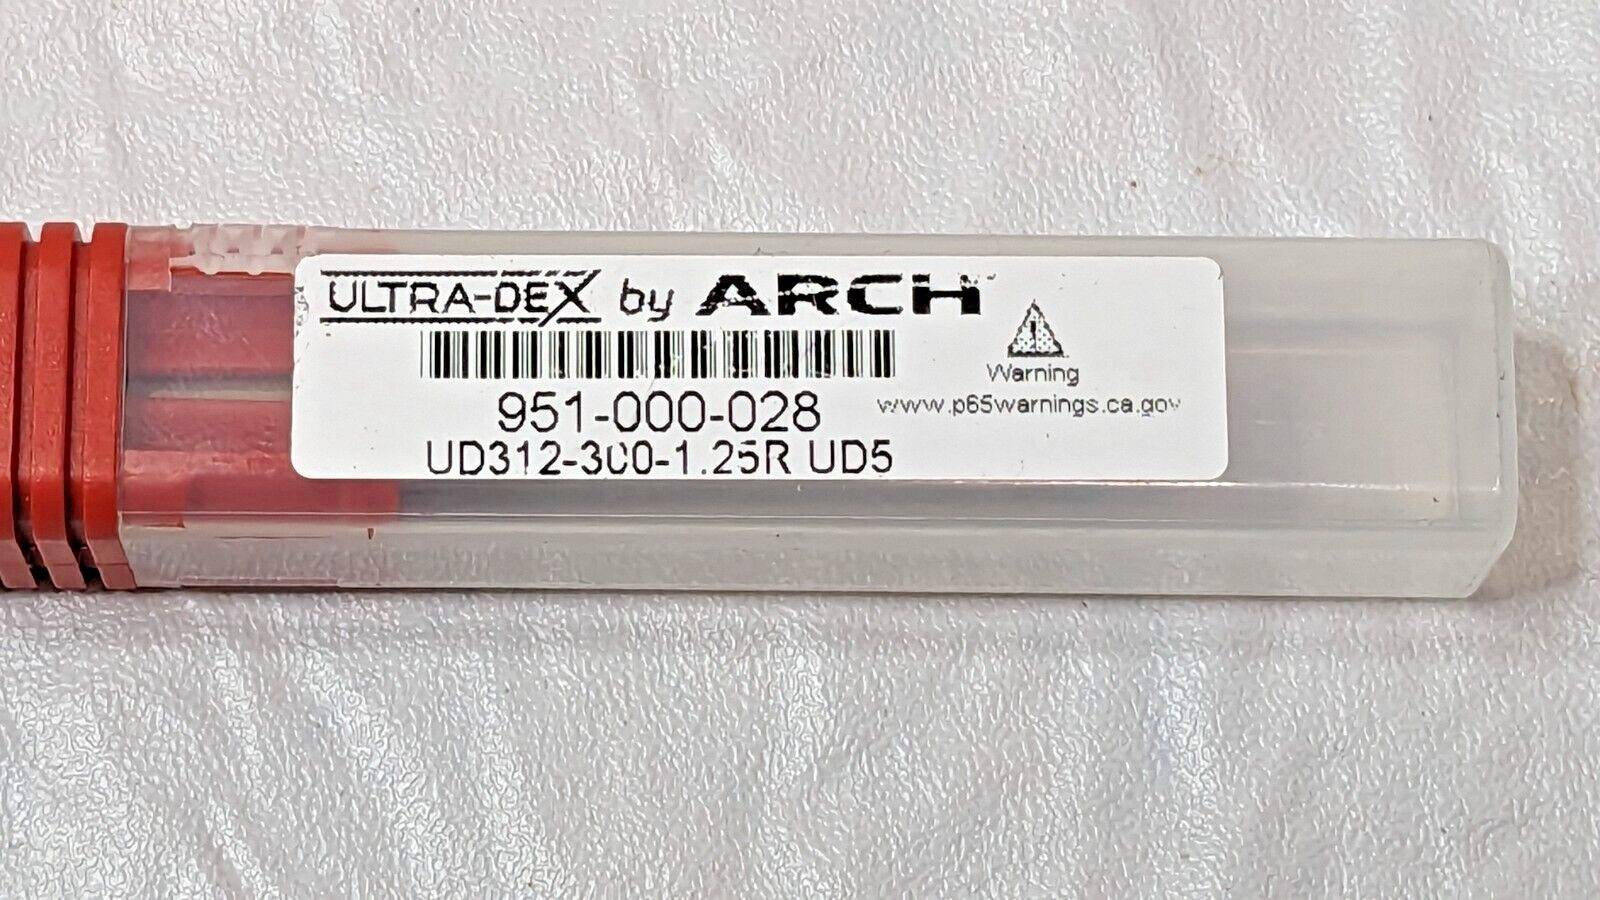 ULTRA-DEX by ARCH
951-000-028
UD312-300-1.25R UD5
Warning
www.p65warnings.ca.gov